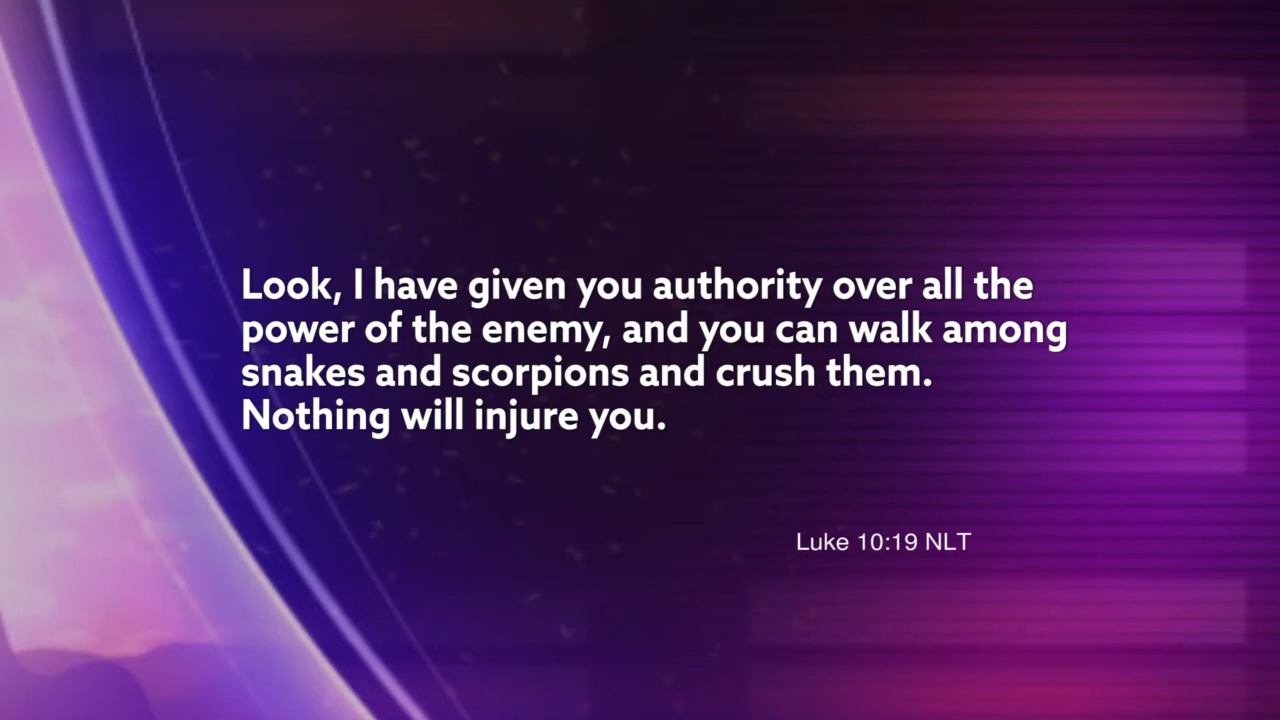 Look, I have given you authority over all the
power of the enemy, and you can walk among
snakes and scorpions and crush them.
Nothing will injure you.
Luke 10:19 NLT